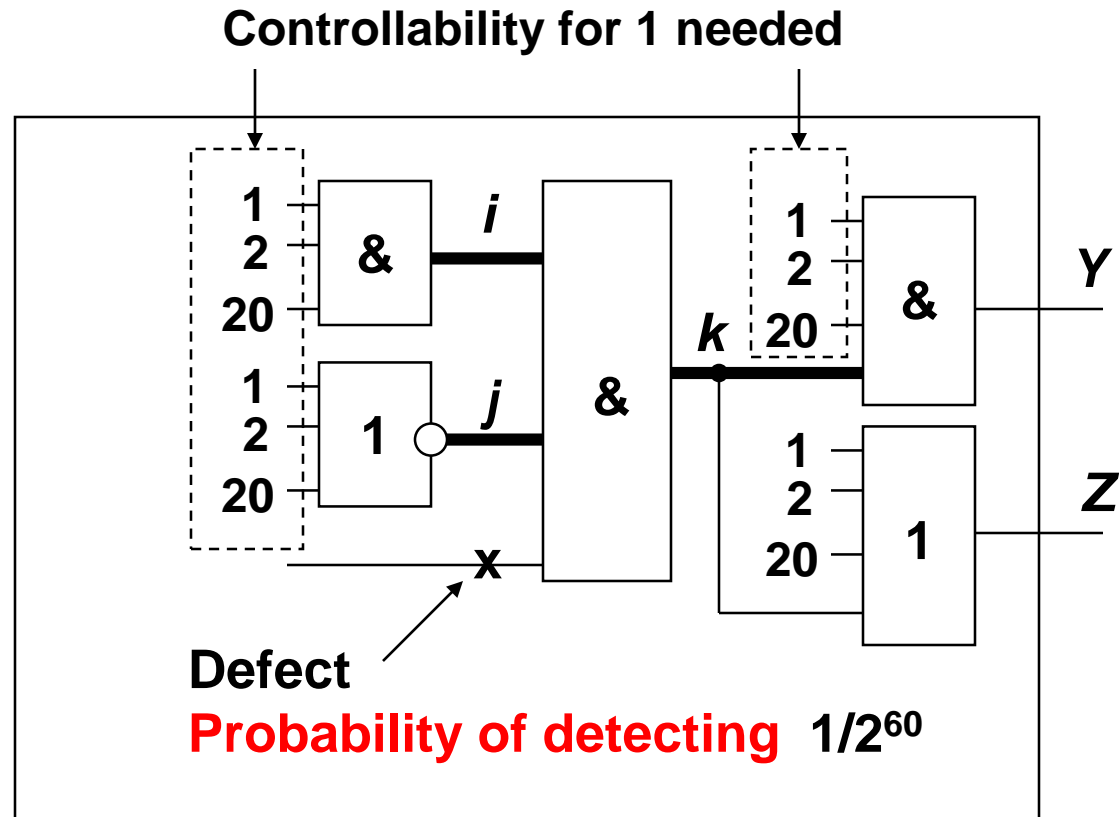 Controllability for 1 needed
1
2
20
&
i
1
2
20
1
j
x
&
k
1
2
20
&
Y
1
2
20
1
Z
Defect
Probability of detecting 1/2⁶⁰